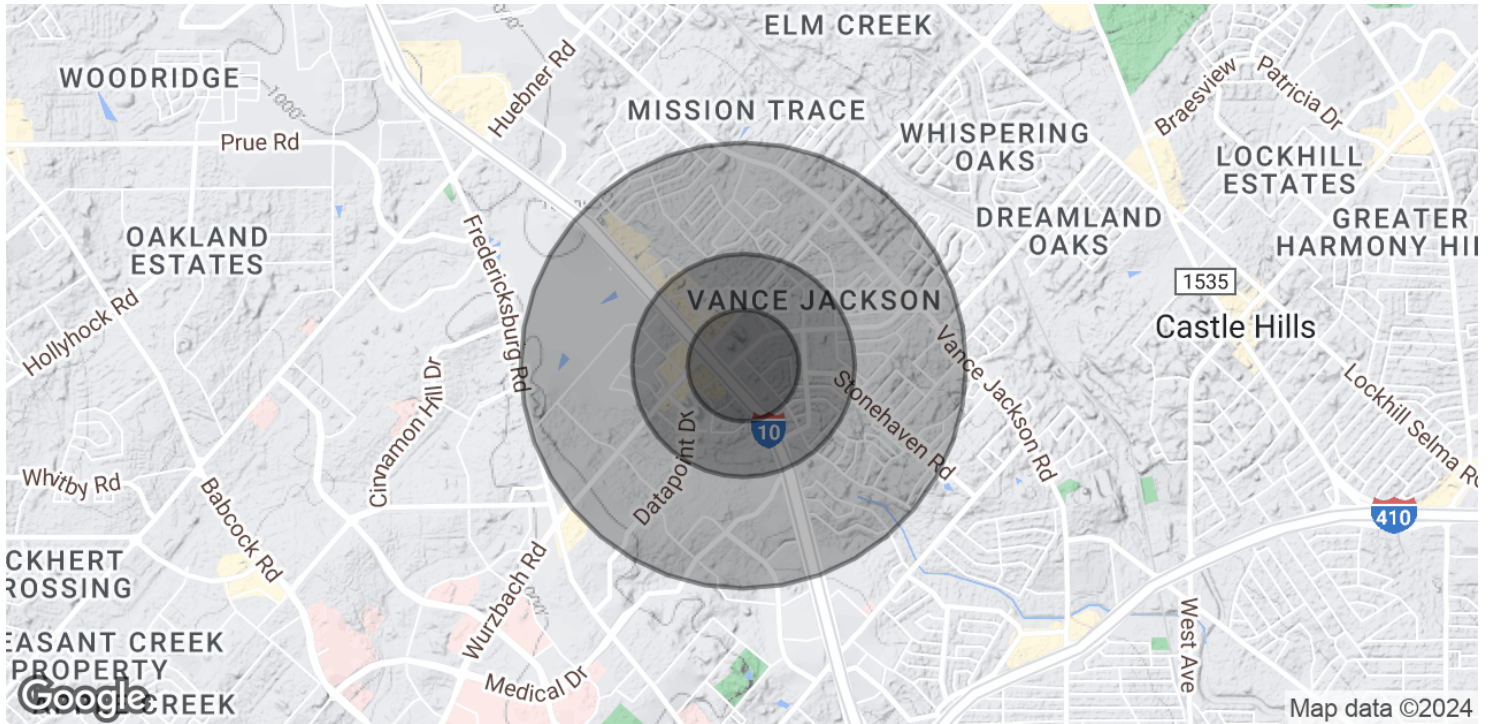 ELM CREEK
WOODRIDGE
Huebner Rd
1000'
MISSION TRACE
Prue Rd
Braesview
Patricia Dr
WHISPERING
OAKS
LOCKHILL
ESTATES
DREAMLAND
OAKS
GREATER
HARMONY HI
OAKLAND
ESTATES
Fredericksburg Rd
1535
VANCE JACKSON
Castle Hills
Hollyhock Rd
Cinnamon Hill Dr
Vance Jackson Rd
Stonehaven Rd
Lockhill Selma R
10
Datapoint D
Whitby Rd
Babcock Rd
410
CKHERT
ROSSING
Wurzbach Rd
EASANT CREEK
PROPERTY
CREEK
West Ave
Medical Dr
Google
Map data ©2024